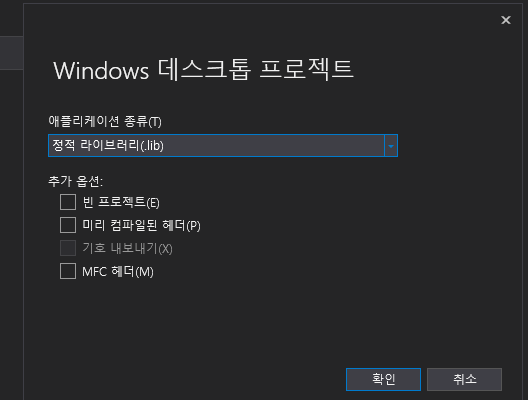 Windows 데스크톱 프로젝트
애플리케이션 종류(T)
정적 라이브러리(.lib)
추가 옵션:
빈 프로젝트(E)
미리 컴파일된 헤더(P)
기호 내보내기(X)
MFC 헤더(M)
확인 취소